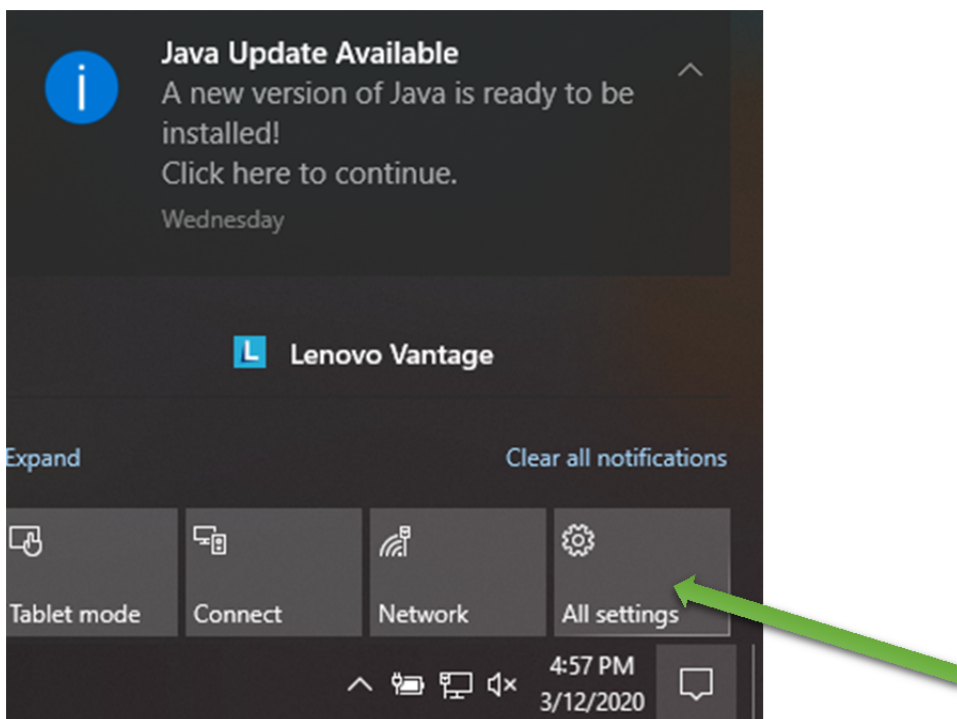 Java Update Available
A new version of Java is ready to be
installed!
Click here to continue.
Wednesday
L Lenovo Vantage
Expand Clear all notifications
Tablet mode Connect Network All settings
4:57 PM
3/12/2020